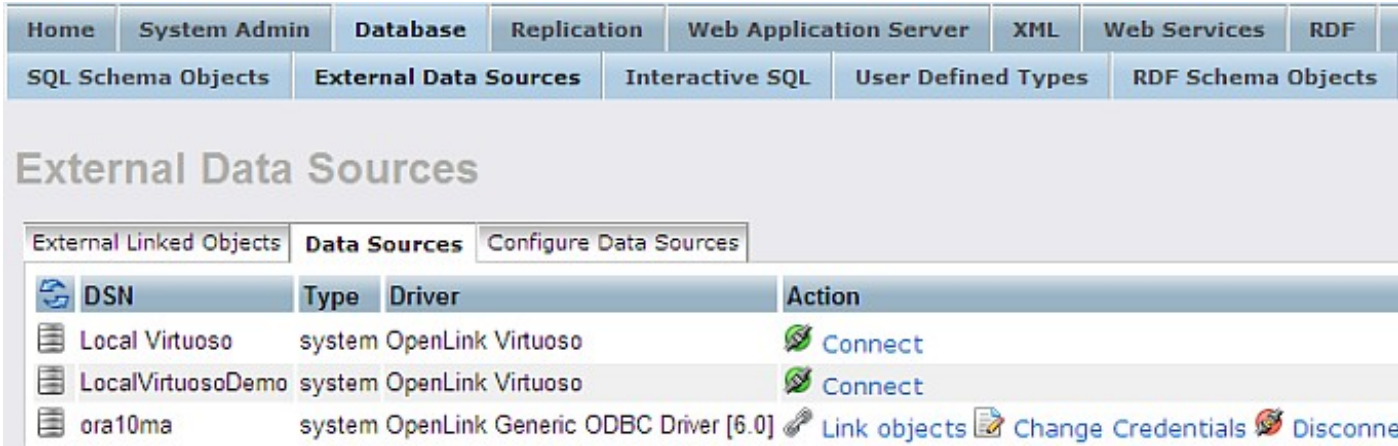 Home System Admin Database Replication Web Application Server XML Web Services RDF
SQL Schema Objects External Data Sources Interactive SQL User Defined Types RDF Schema Objects
External Data Sources
External Linked Objects Data Sources Configure Data Sources
DSN Type Driver Action
Local Virtuoso system OpenLink Virtuoso Connect
LocalVirtuosoDemo system OpenLink Virtuoso Connect
ora10ma system OpenLink Generic ODBC Driver [6.0] Link objects Change Credentials Disconne